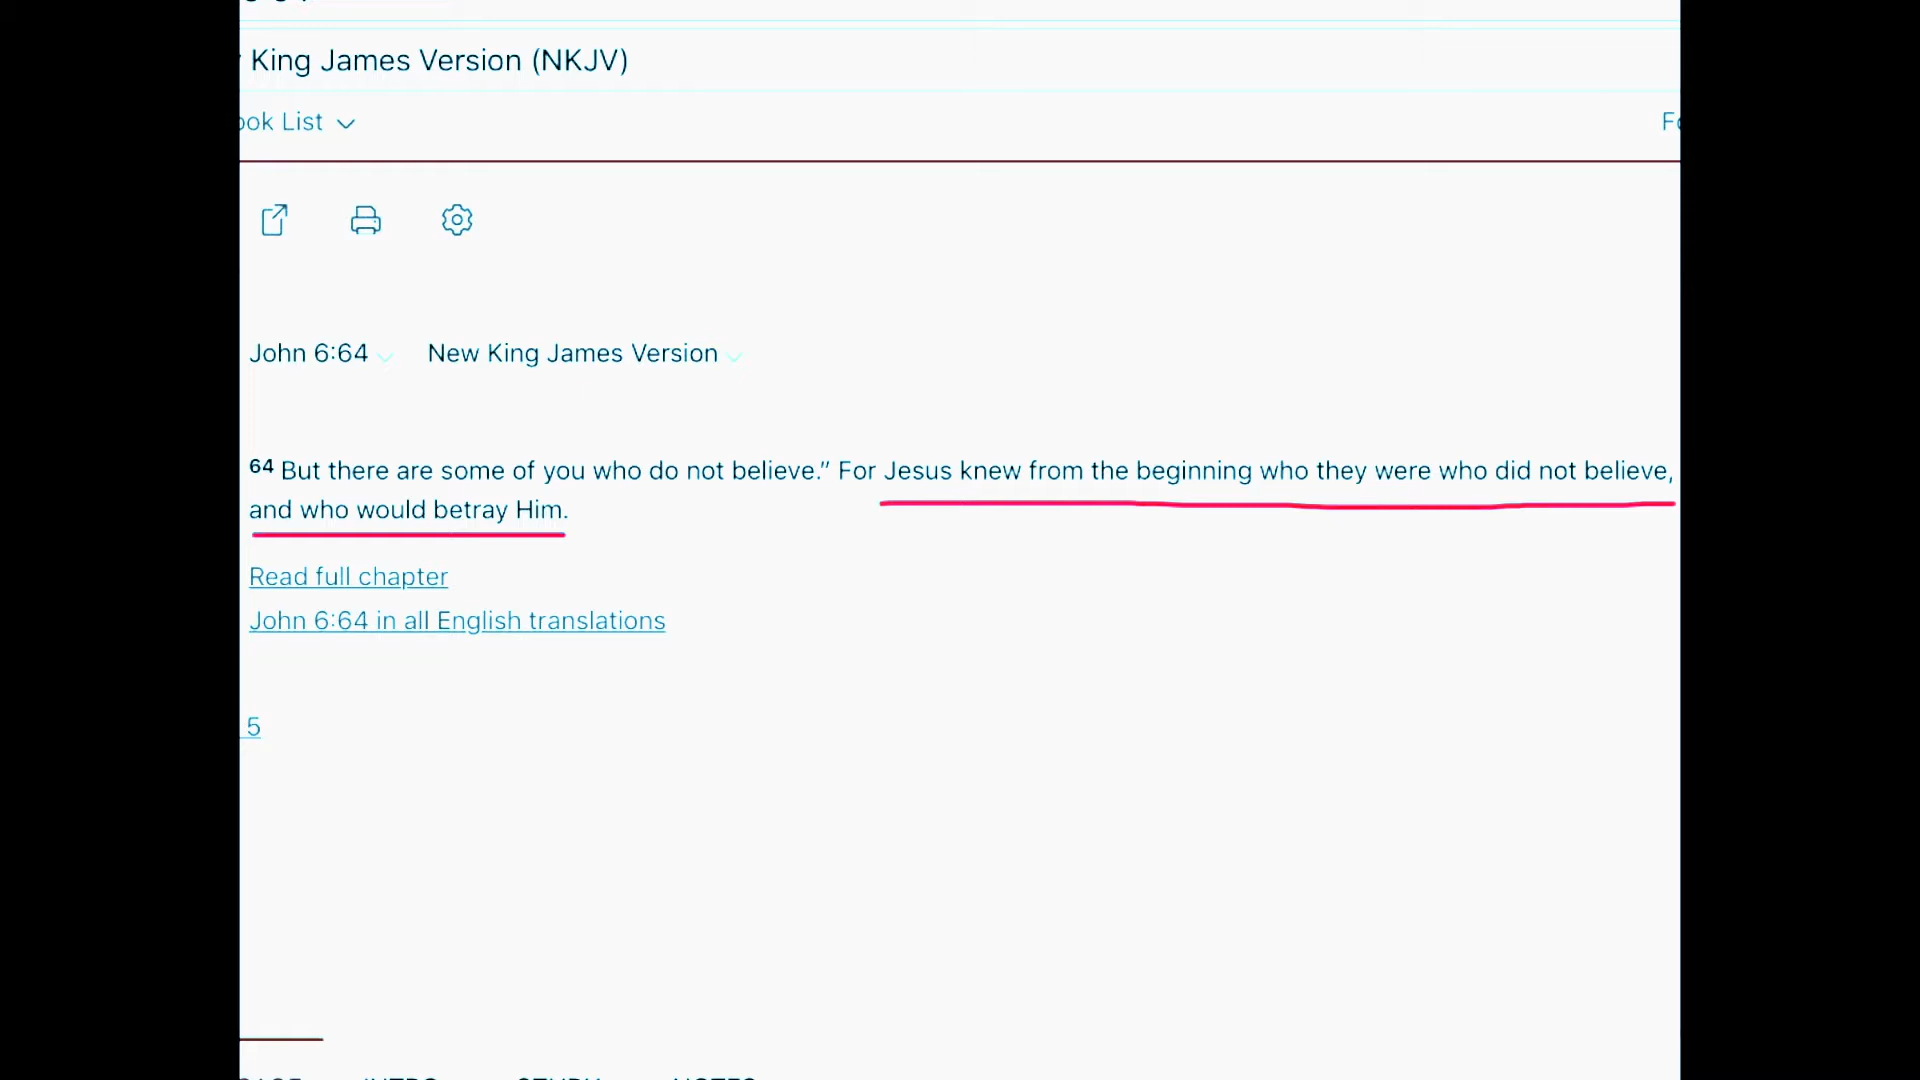 King James Version (NKJV)
ook List
John 6:64 New King James Version
64 But there are some of you who do not believe.” For Jesus knew from the beginning who they were who did not believe,
and who would betray Him.
Read full chapter
John 6:64 in all English translations
5